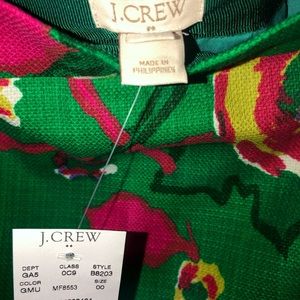 J.CREW
MADE IN
PHILIPPINES
J.CREW
DEPT CLASS STYLE
GA5 0C9 B8203
COLOR SIZE
GMU MF8553 00